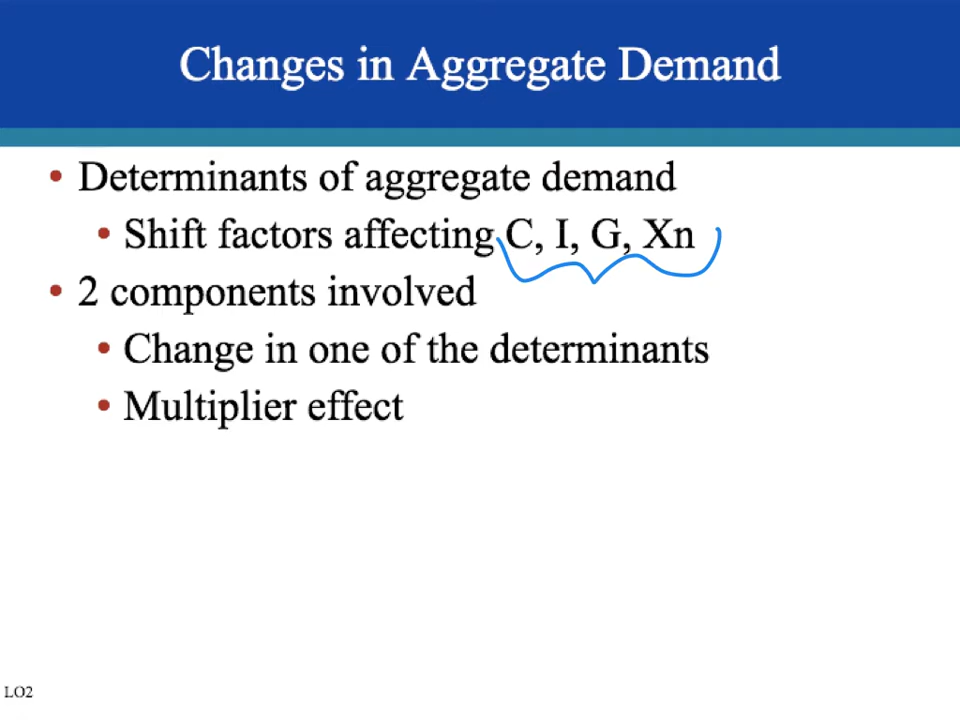 Changes in Aggregate Demand
• Determinants of aggregate demand
• Shift factors affecting C, I, G, Xn
• 2 components involved
• Change in one of the determinants
• Multiplier effect
LO2